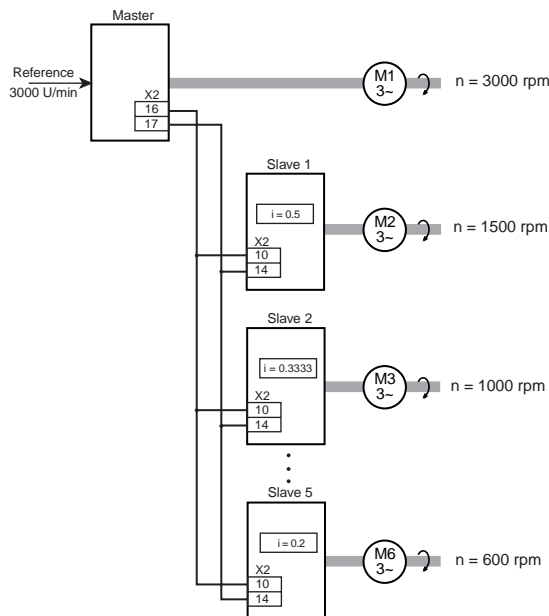 Master
Reference
3000 U/min
X2
16
17
M1
3~
n = 3000 rpm
Slave 1
i = 0.5
X2
10
14
M2
3~
n = 1500 rpm
Slave 2
i = 0.3333
X2
10
14
M3
3~
n = 1000 rpm
Slave 5
i = 0.2
X2
10
14
M6
3~
n = 600 rpm